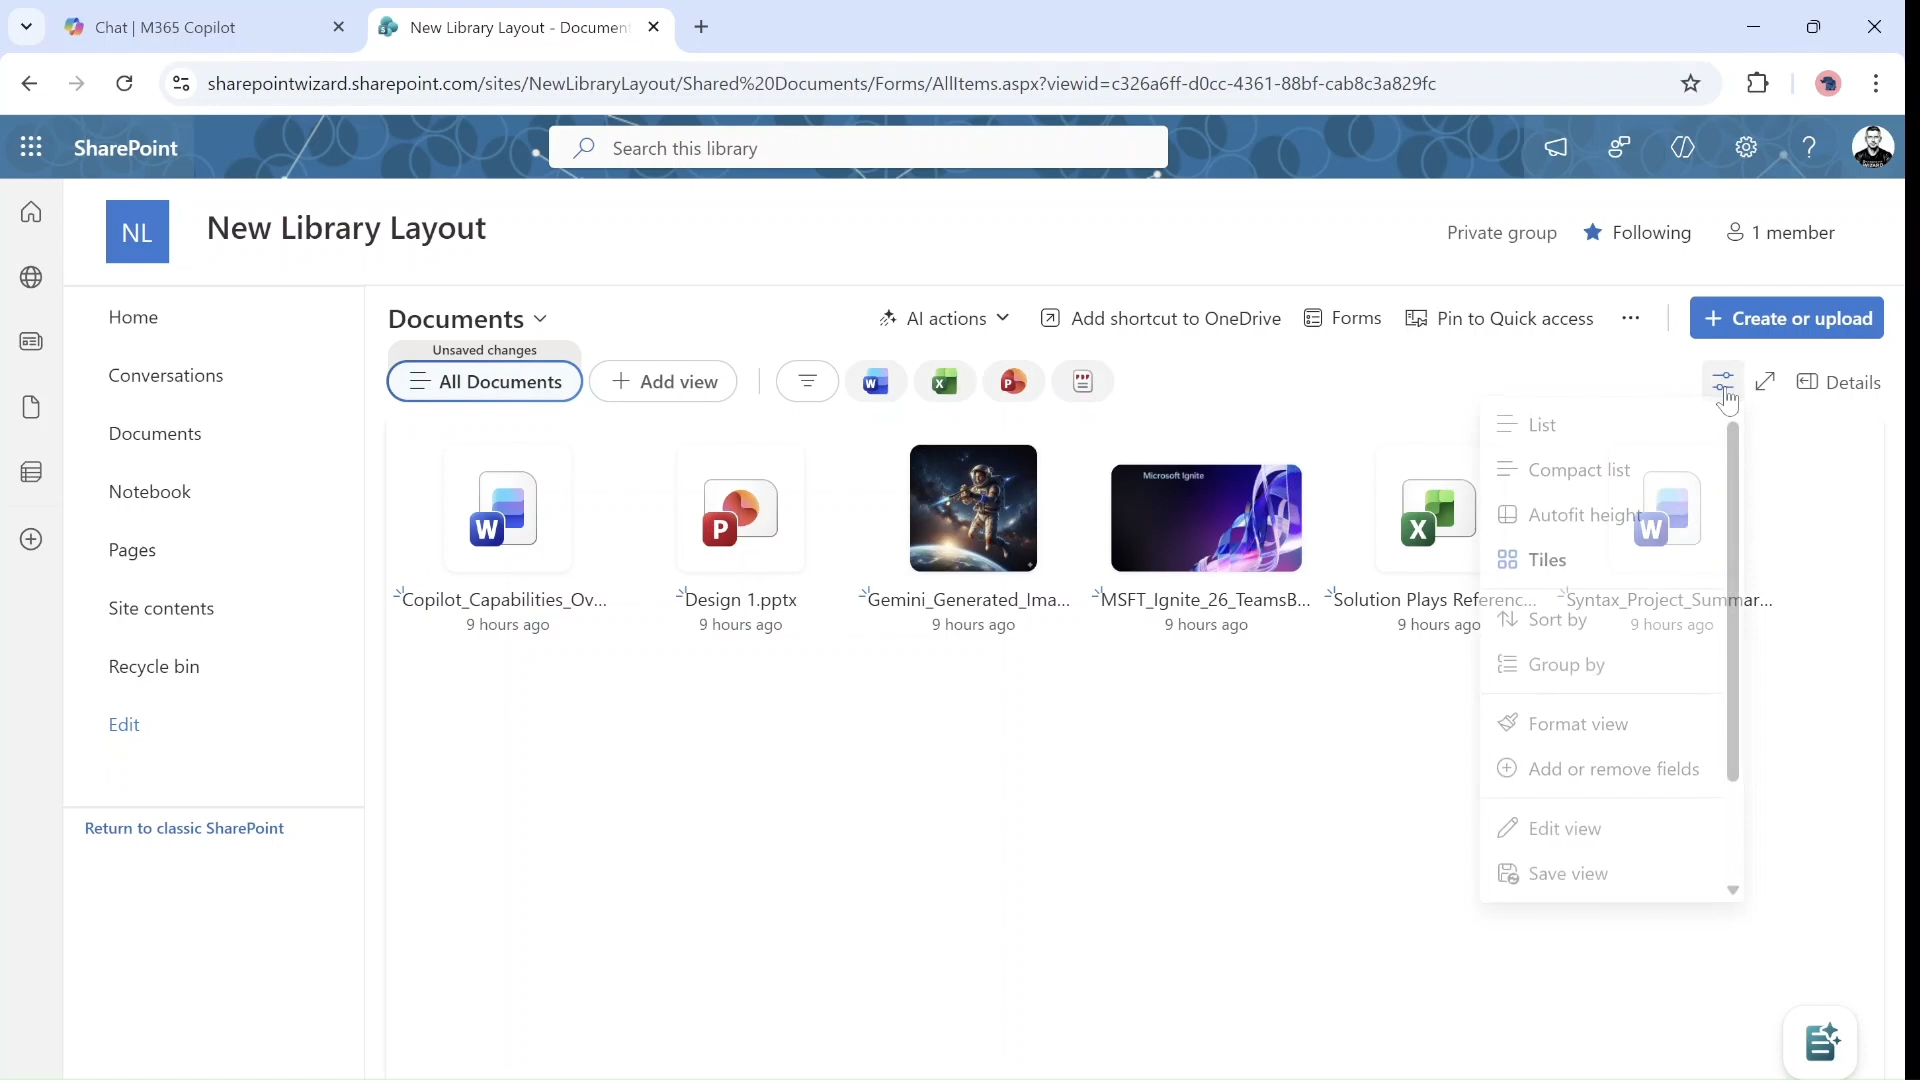 Chat | M365 Copilot
New Library Layout - Document
sharepointwizard.sharepoint.com/sites/NewLibraryLayout/Shared%20Documents/Forms/AllItems.aspx?viewid=c326a6ff-d0cc-4361-88bf-cab8c3a829fc
SharePoint
Search this library
NL
New Library Layout
Private group
Following
1 member
Home
Conversations
Documents
Notebook
Pages
Site contents
Recycle bin
Edit
Return to classic SharePoint
Documents
AI actions
Add shortcut to OneDrive
Forms
Pin to Quick access
Create or upload
Unsaved changes
All Documents
Add view
W
X
P
PDF
Details
W
P
Microsoft Ignite
X
W
Copilot_Capabilities_Ov...
Design 1.pptx
Gemini_Generated_Ima...
MSFT_Ignite_26_TeamsB...
Solution Plays Referenc...
Syntax_Project_Summar...
9 hours ago
9 hours ago
9 hours ago
9 hours ago
9 hours ago
9 hours ago
List
Compact list
Autofit height
Tiles
Sort by
Group by
Format view
Add or remove fields
Edit view
Save view